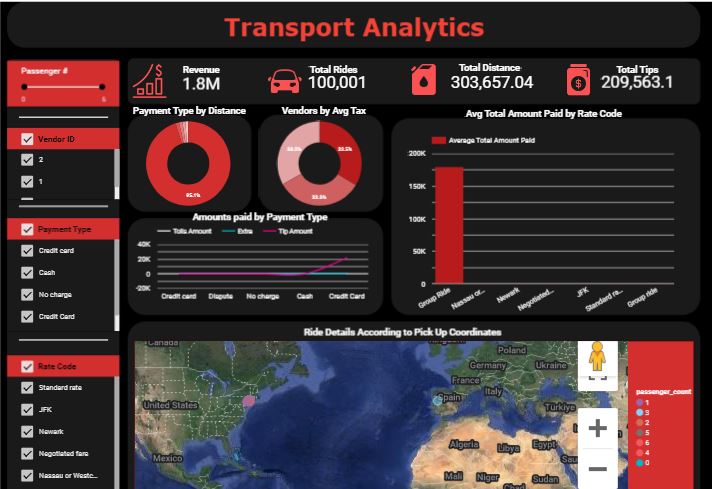 Transport Analytics
Passenger #
0 6
Revenue
1.8M
Total Rides
100,001
Total Distance
303,657.04
Total Tips
209,563.1
Vendor ID
2
1
Payment Type
Credit card
Cash
No charge
Credit Card
Rate Code
Standard rate
JFK
Newark
Negotiated fare
Nassau or Westc...
Payment Type by Distance
95.1%
Vendors by Avg Tax
33.5%
33.3%
Amounts paid by Payment Type
Tolls Amount Extra Tip Amount
40K
20K
0
-20K
Credit card Dispute No charge Cash Credit Card
Avg Total Amount Paid by Rate Code
Average Total Amount Paid
200K
150K
100K
50K
0
Group Ride Nassau or... Newark Negotiated... JFK Standard ra... Group ride
Ride Details According to Pick Up Coordinates
Canada
United States
Mexico
Poland
Germany
Ukraine
France
Spain
Italy
Türkiye
Algeria
Libya
Egypt
Sau
Mali
Niger
Sudan
Chad
passenger_count
1
3
2
5
6
4
0